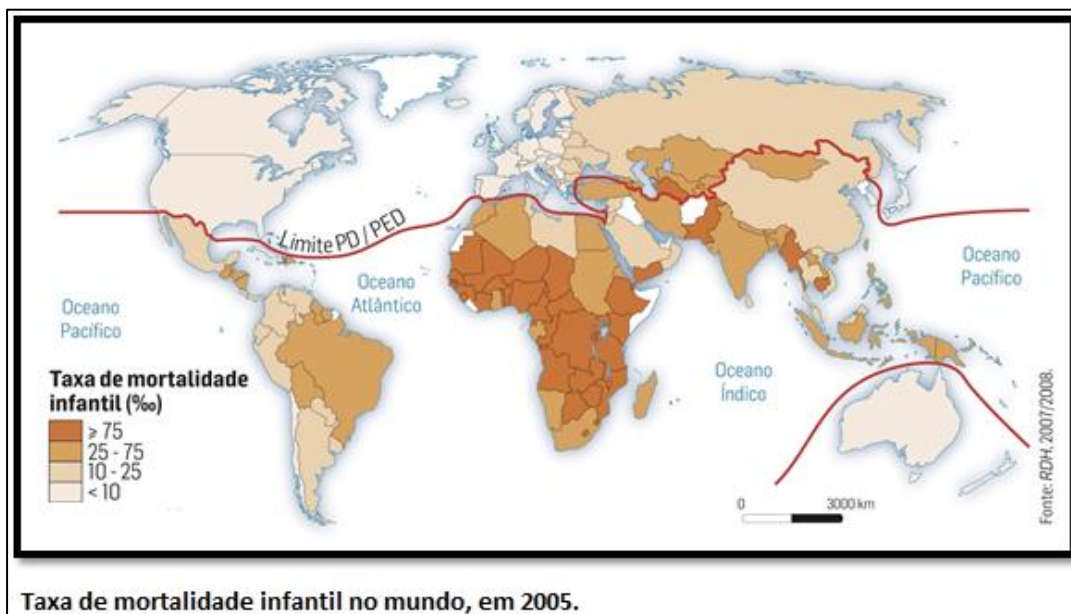 Limite PD / PED
Oceano
Pacífico
Oceano
Atlântico
Oceano
Pacífico
Oceano
Índico
Taxa de mortalidade
infantil (‰)
⩾ 75
25 - 75
10 - 25
< 10
0 3000 km
Fonte: RDH, 2007/2008.
Taxa de mortalidade infantil no mundo, em 2005.